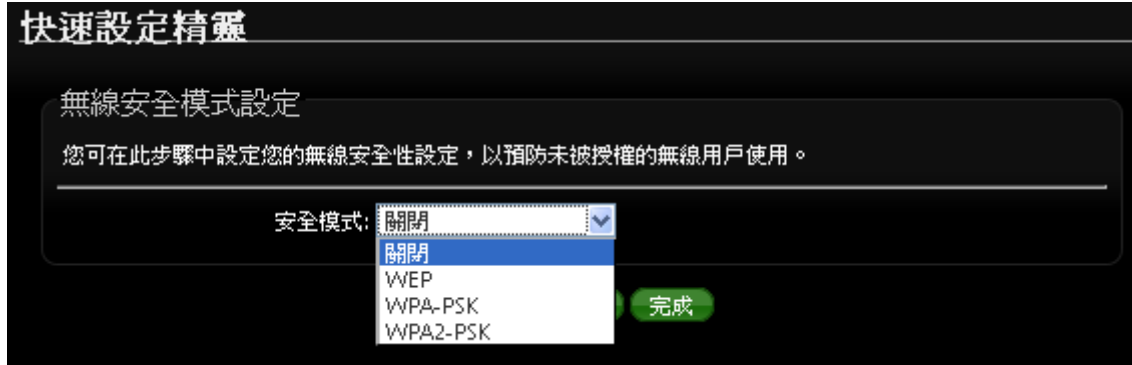 快速設定精靈
無線安全模式設定
您可在此步驟中設定您的無線安全性設定，以預防未被授權的無線用戶使用。
安全模式: 關閉
關閉
WEP
WPA-PSK
WPA2-PSK
完成